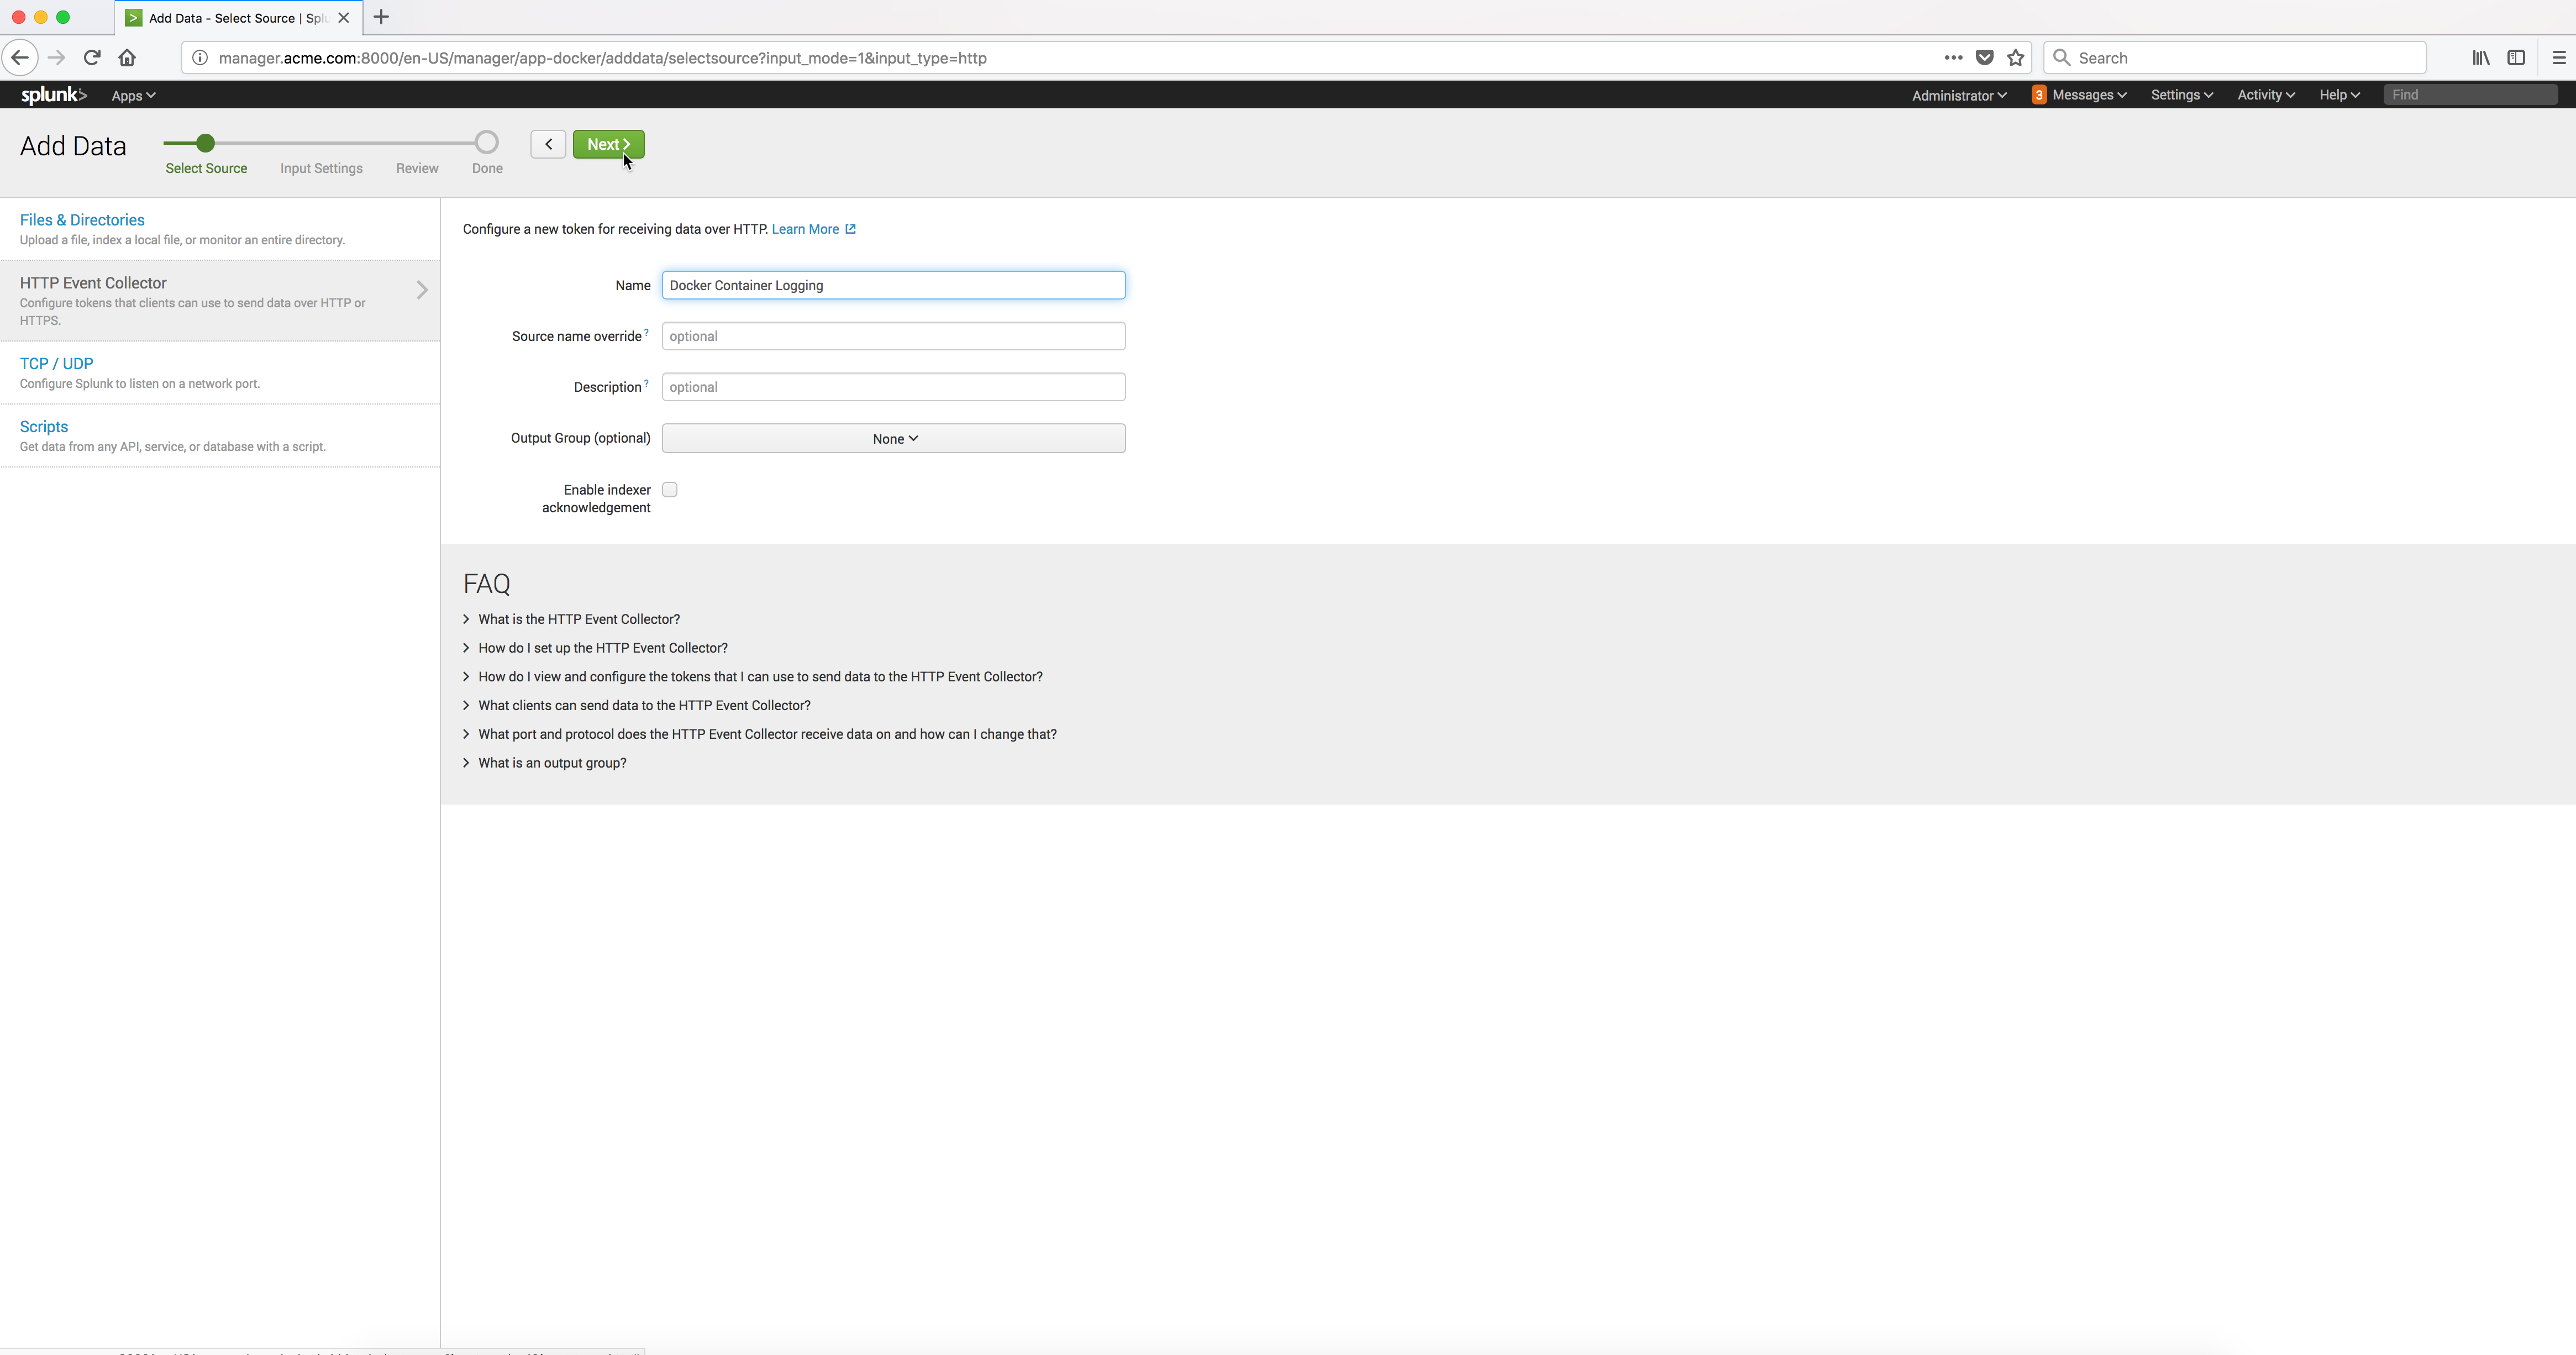 Add Data - Select Source | Spl
manager.acme.com:8000/en-US/manager/app-docker/adddata/selectsource?input_mode=1&input_type=http
Search
splunk>
Apps
Administrator
3 Messages
Settings
Activity
Help
Find
Add Data
Select Source
Input Settings
Review
Done
Next
Files & Directories
Upload a file, index a local file, or monitor an entire directory.
HTTP Event Collector
Configure tokens that clients can use to send data over HTTP or
HTTPS.
TCP / UDP
Configure Splunk to listen on a network port.
Scripts
Get data from any API, service, or database with a script.
Configure a new token for receiving data over HTTP. Learn More
Name
Docker Container Logging
Source name override ?
optional
Description ?
optional
Output Group (optional)
None
Enable indexer
acknowledgement
FAQ
> What is the HTTP Event Collector?
> How do I set up the HTTP Event Collector?
> How do I view and configure the tokens that I can use to send data to the HTTP Event Collector?
> What clients can send data to the HTTP Event Collector?
> What port and protocol does the HTTP Event Collector receive data on and how can I change that?
> What is an output group?